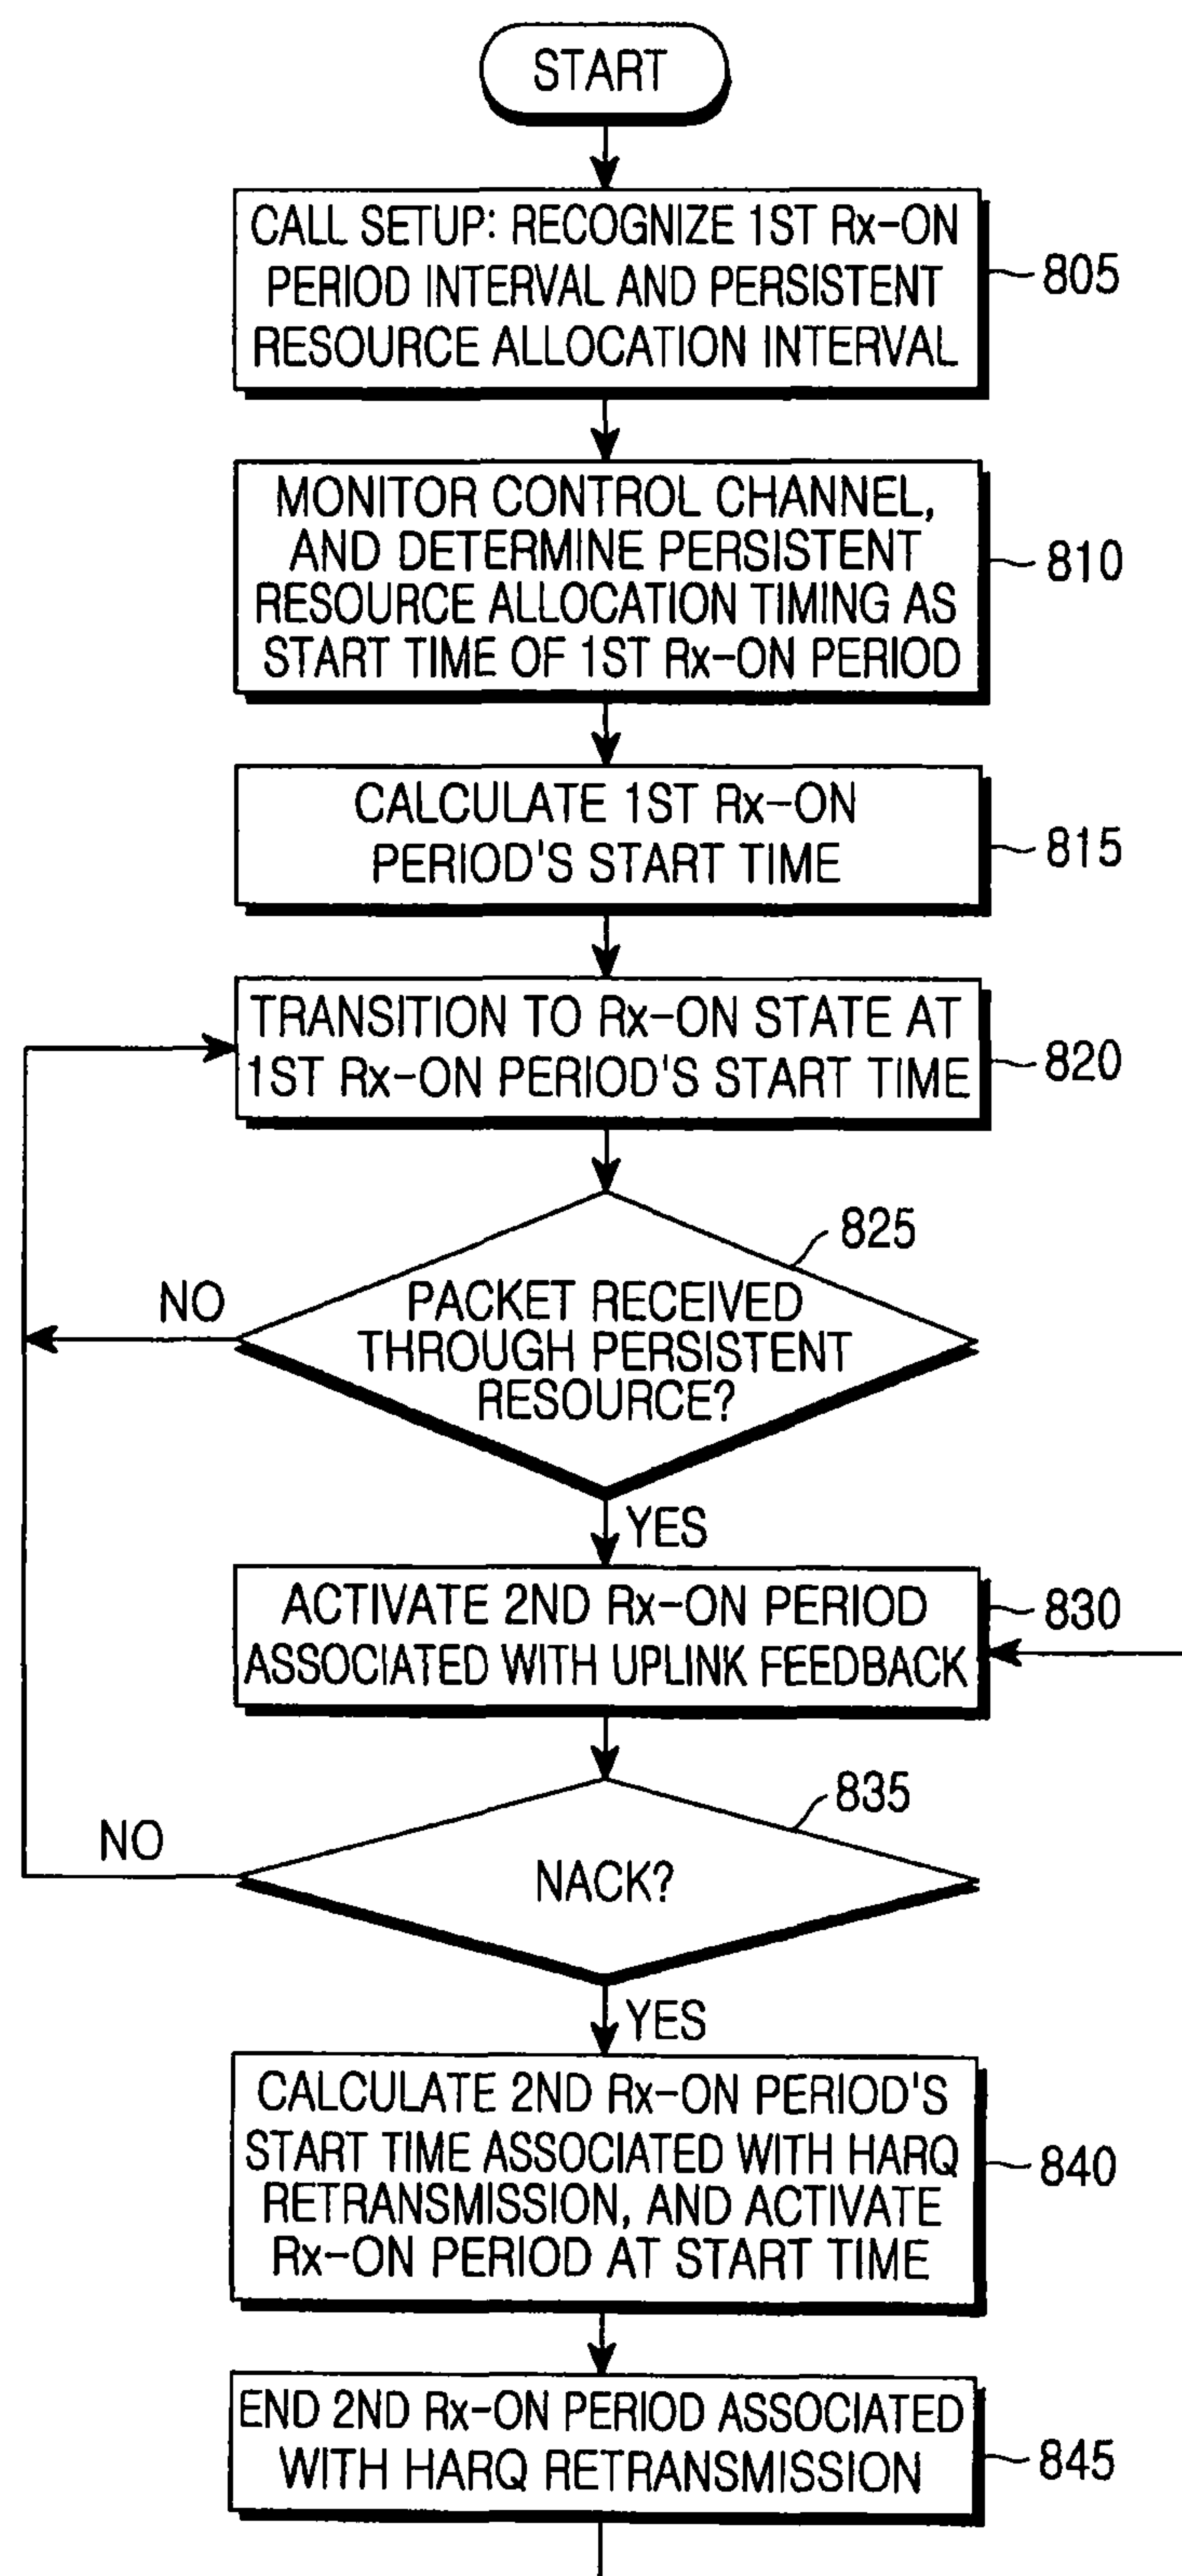 START
CALL SETUP: RECOGNIZE 1ST Rx-ON
PERIOD INTERVAL AND PERSISTENT
RESOURCE ALLOCATION INTERVAL
805
MONITOR CONTROL CHANNEL,
AND DETERMINE PERSISTENT
RESOURCE ALLOCATION TIMING AS
START TIME OF 1ST Rx-ON PERIOD
810
CALCULATE 1ST Rx-ON
PERIOD'S START TIME
815
TRANSITION TO Rx-ON STATE AT
1ST Rx-ON PERIOD'S START TIME
820
825
NO
PACKET RECEIVED
THROUGH PERSISTENT
RESOURCE?
YES
ACTIVATE 2ND Rx-ON PERIOD
ASSOCIATED WITH UPLINK FEEDBACK
830
835
NO
NACK?
YES
CALCULATE 2ND Rx-ON PERIOD'S
START TIME ASSOCIATED WITH HARQ
RETRANSMISSION, AND ACTIVATE
Rx-ON PERIOD AT START TIME
840
END 2ND Rx-ON PERIOD ASSOCIATED
WITH HARQ RETRANSMISSION
845